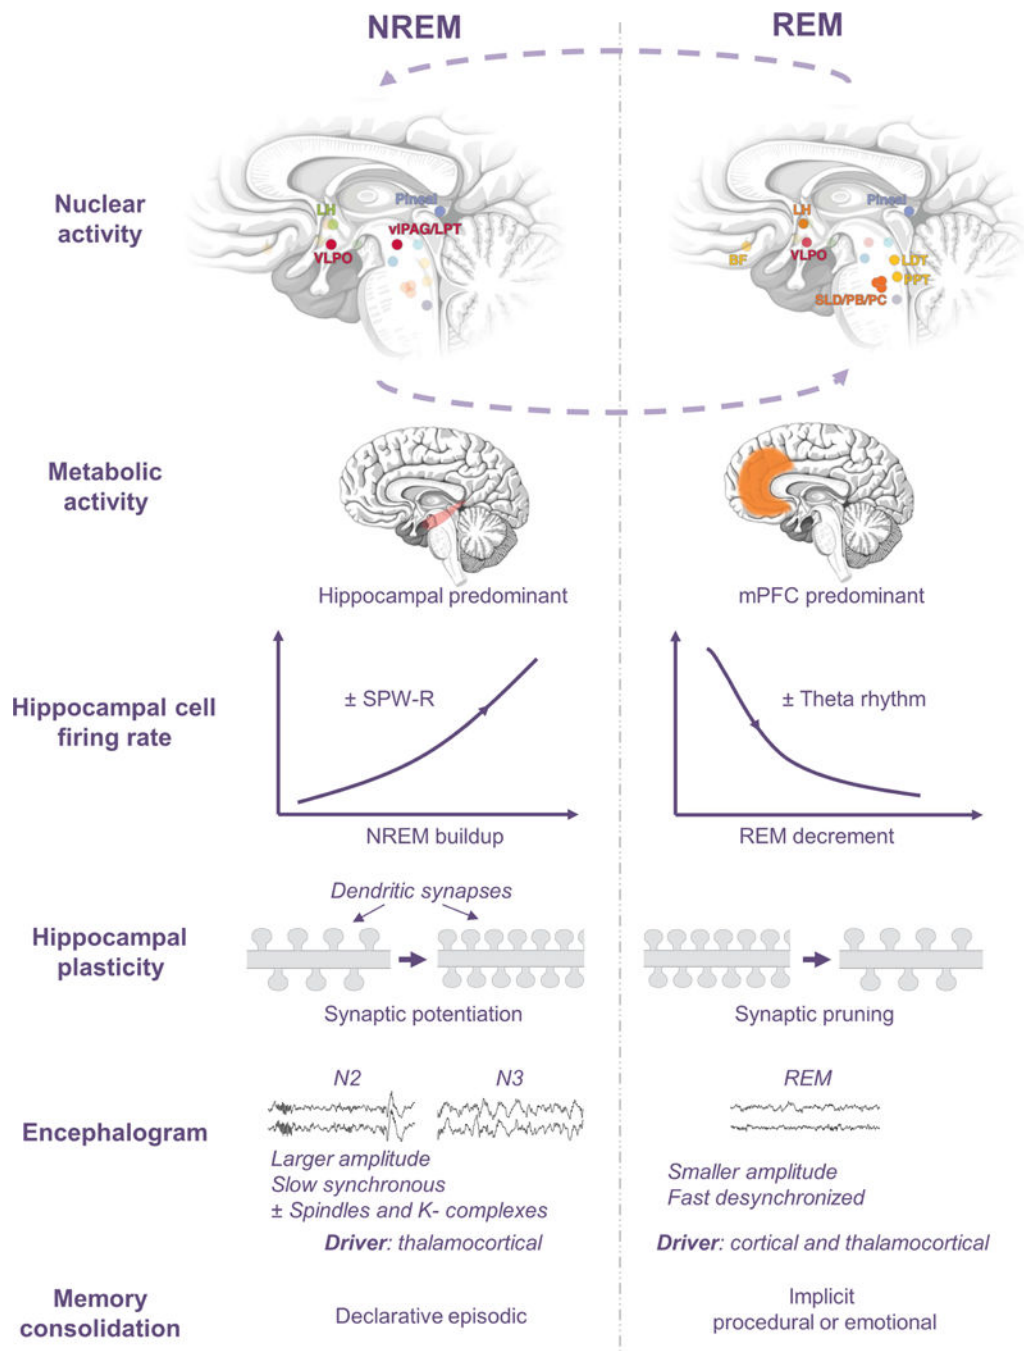 NREM
REM
Nuclear
activity
LH
Pineal
vlPAG/LPT
VLPO
LH
Pineal
BF
VLPO
LDT
PPT
SLD/PB/PC
Metabolic
activity
Hippocampal predominant
mPFC predominant
Hippocampal cell
firing rate
± SPW-R
± Theta rhythm
NREM buildup
REM decrement
Dendritic synapses
Hippocampal
plasticity
Synaptic potentiation
Synaptic pruning
N2
N3
REM
Encephalogram
Larger amplitude
Slow synchronous
± Spindles and K- complexes
Driver: thalamocortical
Smaller amplitude
Fast desynchronized
Driver: cortical and thalamocortical
Memory
consolidation
Declarative episodic
Implicit
procedural or emotional